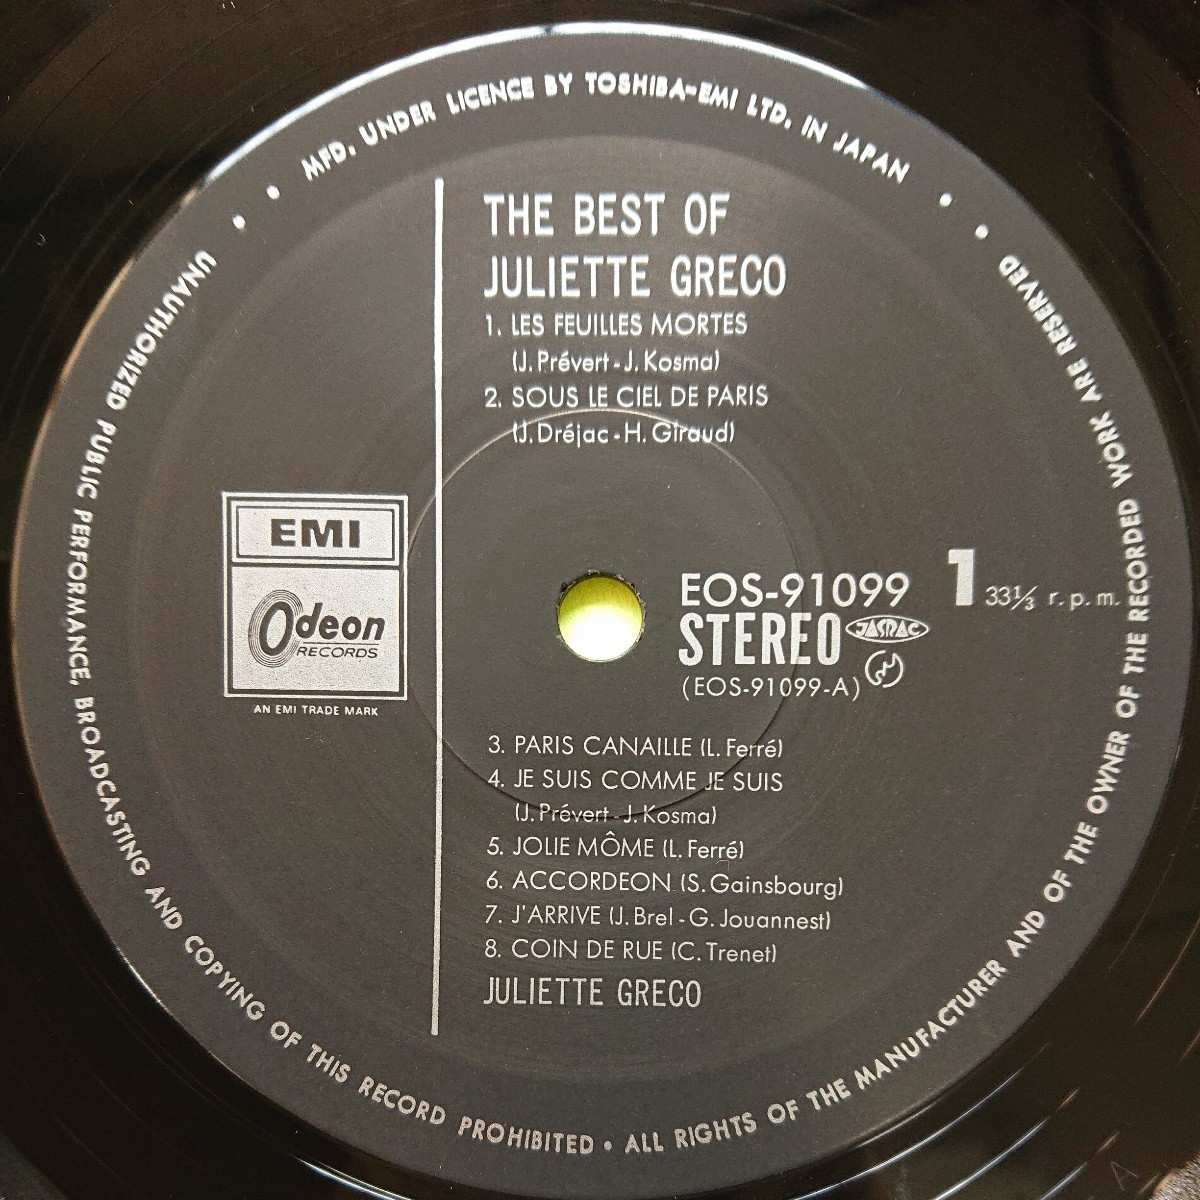 MFD. UNDER LICENCE BY TOSHIBA-EMI LTD. IN JAPAN
THE BEST OF
JULIETTE GRECO
1. LES FEUILLES MORTES
(J. Prévert - J. Kosma)
2. SOUS LE CIEL DE PARIS
(J. Dréjac - H. Giraud)
EMI
Odeon
RECORDS
AN EMI TRADE MARK
EOS-91099
STEREO
JASRAC
(EOS-91099-A)
1
33⅓ r.p.m.
3. PARIS CANAILLE (L. Ferré)
4. JE SUIS COMME JE SUIS
(J. Prévert - J. Kosma)
5. JOLIE MÔME (L. Ferré)
6. ACCORDEON (S. Gainsbourg)
7. J'ARRIVE (J. Brel - G. Jouannest)
8. COIN DE RUE (C. Trenet)
JULIETTE GRECO
UNAUTHORIZED PUBLIC PERFORMANCE, BROADCASTING AND COPYING OF THIS RECORD PROHIBITED • ALL RIGHTS OF THE MANUFACTURER AND OF THE OWNER OF THE RECORDED WORK ARE RESERVED
A